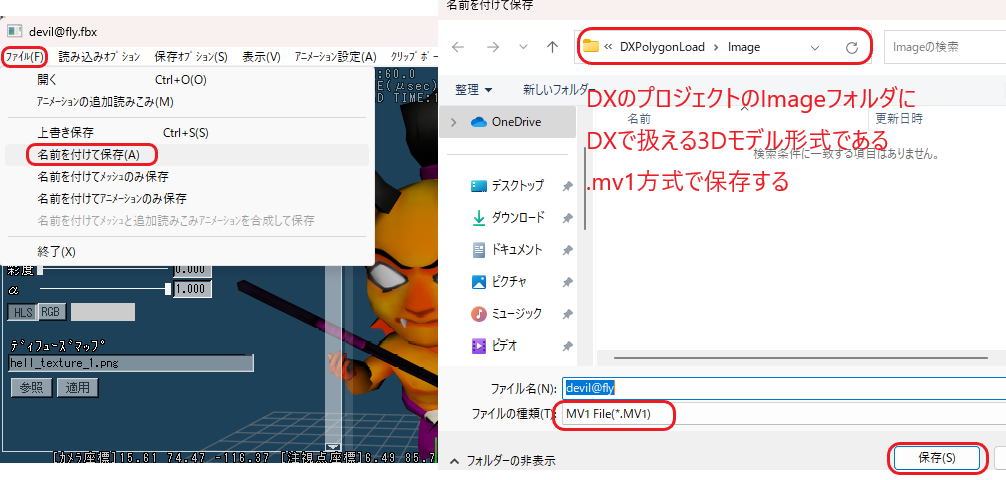 devil@fly.fbx
ファイル(F) 読み込みオプション 保存オプション(S) 表示(V) アニメーション設定(A) クリップボー
開く Ctrl+O(O)
アニメーションの追加読みこみ(M)
上書き保存 Ctrl+S(S)
名前を付けて保存(A)
名前を付けてメッシュのみ保存
名前を付けてアニメーションのみ保存
名前を付けてメッシュと追加読みこみアニメーションを合成して保存
終了(X)
:60.0
E(μsec)
D TIME:1
彩度 0.000
α 1.000
HLS RGB
ディフューズマップ
hell_texture_1.png
参照 適用
[カメラ座標]15.61 74.47 -116.37 [注視点座標]6.49 85.7
名前を付けて保存
« DXPolygonLoad › Image
Imageの検索
整理 新しいフォルダー
OneDrive
デスクトップ
ダウンロード
ドキュメント
ピクチャ
ミュージック
ビデオ
名前 更新日時
検索条件に一致する項目はありません。
DXのプロジェクトのImageフォルダに
DXで扱える3Dモデル形式である
.mv1方式で保存する
ファイル名(N): devil@fly
ファイルの種類(T): MV1 File(*.MV1)
フォルダーの非表示
保存(S)